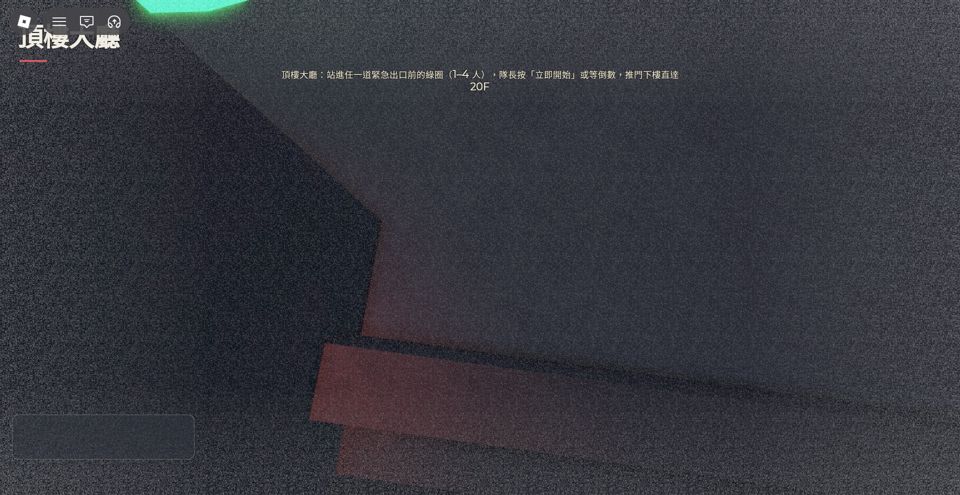 頂樓大廳
頂樓大廳：站進任一道緊急出口前的綠圈（1–4 人），隊長按「立即開始」或等倒數，推門下樓直達
20F